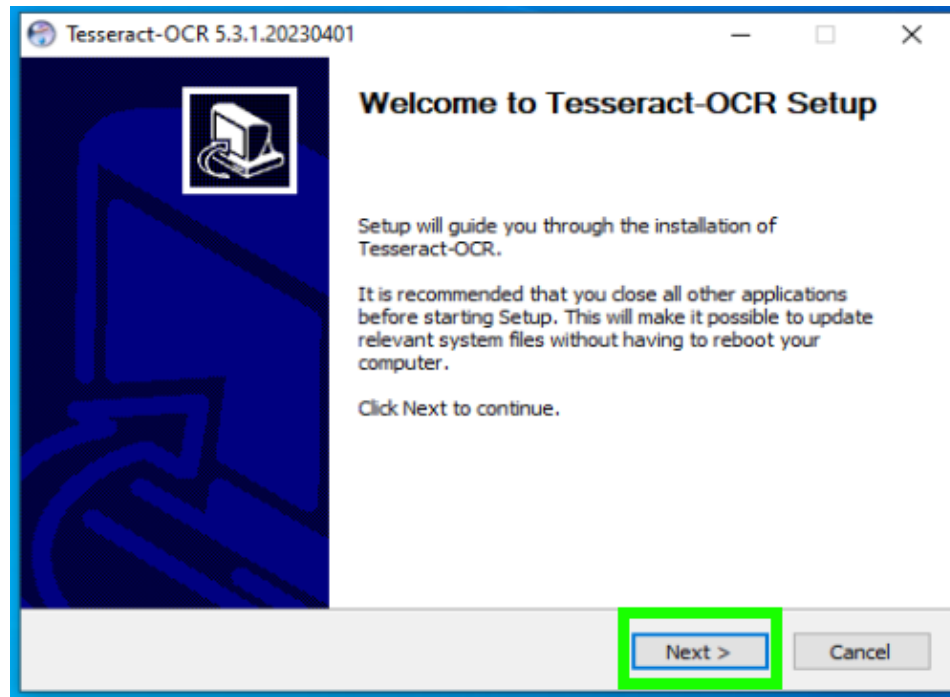 Tesseract-OCR 5.3.1.20230401
Welcome to Tesseract-OCR Setup
Setup will guide you through the installation of
Tesseract-OCR.
It is recommended that you close all other applications
before starting Setup. This will make it possible to update
relevant system files without having to reboot your
computer.
Click Next to continue.
Next >
Cancel